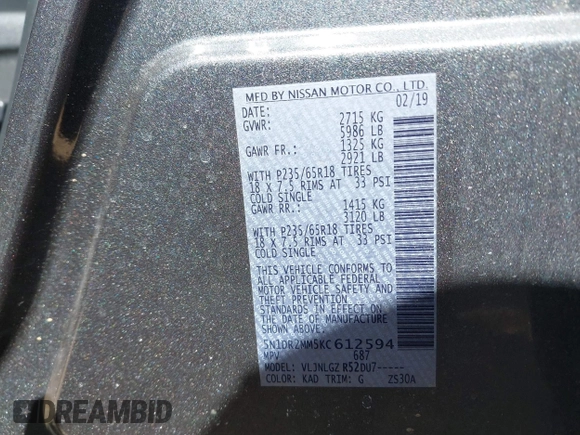 MFD BY NISSAN MOTOR CO., LTD.
DATE: 02/19
GVWR: 2715 KG
5986 LB
GAWR FR.: 1325 KG
2921 LB
WITH P235/65R18 TIRES
18 X 7.5 RIMS AT 33 PSI
COLD SINGLE
GAWR RR.: 1415 KG
3120 LB
WITH P235/65R18 TIRES
18 X 7.5 RIMS AT 33 PSI
COLD SINGLE
THIS VEHICLE CONFORMS TO
ALL APPLICABLE FEDERAL
MOTOR VEHICLE SAFETY AND
THEFT PREVENTION
STANDARDS IN EFFECT ON
THE DATE OF MANUFACTURE
SHOWN ABOVE.
5N1DR2MM5KC612594
MPV 687
MODEL: VLJNLGZ R52DU7-----
COLOR: KAD TRIM: G ZS30A
DREAMBID
DREAMBID